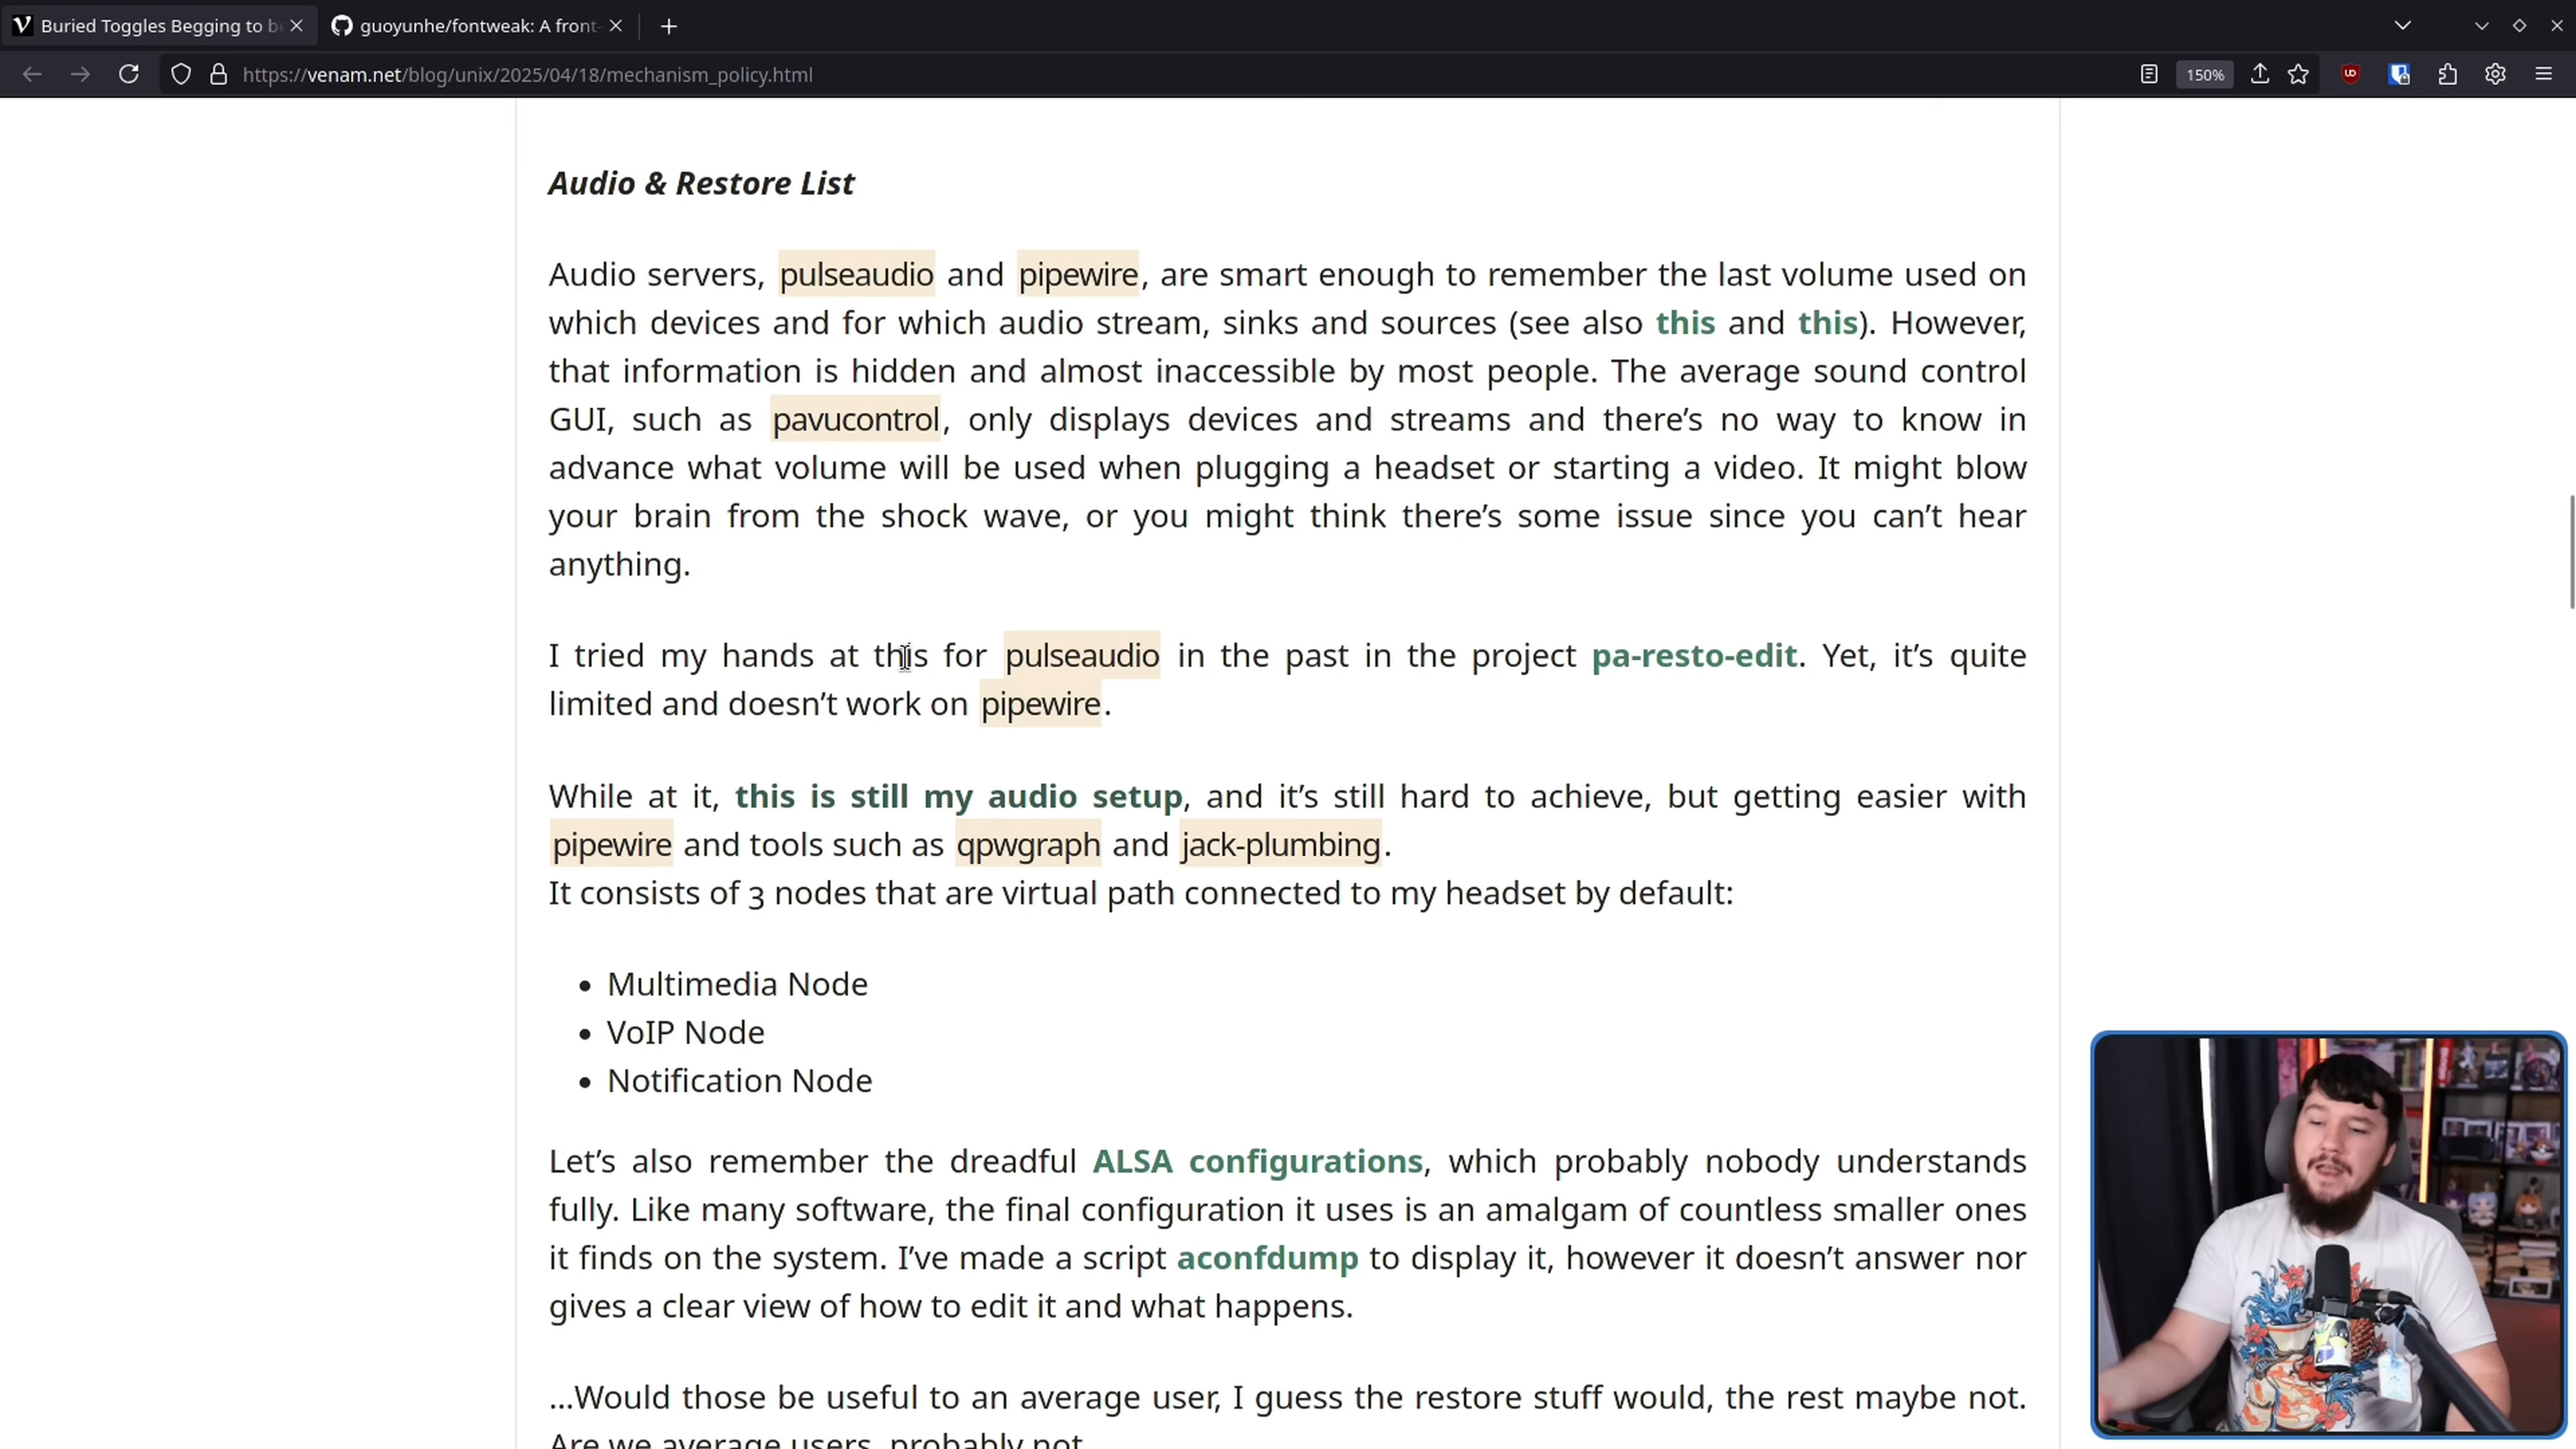 Buried Toggles Begging to be
guoyunhe/fontweak: A front-
https://venam.net/blog/unix/2025/04/18/mechanism_policy.html
150%
Audio & Restore List
Audio servers, pulseaudio and pipewire, are smart enough to remember the last volume used on
which devices and for which audio stream, sinks and sources (see also this and this). However,
that information is hidden and almost inaccessible by most people. The average sound control
GUI, such as pavucontrol, only displays devices and streams and there’s no way to know in
advance what volume will be used when plugging a headset or starting a video. It might blow
your brain from the shock wave, or you might think there’s some issue since you can’t hear
anything.
I tried my hands at this for pulseaudio in the past in the project pa-resto-edit. Yet, it’s quite
limited and doesn’t work on pipewire.
While at it, this is still my audio setup, and it’s still hard to achieve, but getting easier with
pipewire and tools such as qpwgraph and jack-plumbing.
It consists of 3 nodes that are virtual path connected to my headset by default:
• Multimedia Node
• VoIP Node
• Notification Node
Let’s also remember the dreadful ALSA configurations, which probably nobody understands
fully. Like many software, the final configuration it uses is an amalgam of countless smaller ones
it finds on the system. I’ve made a script aconfdump to display it, however it doesn’t answer nor
gives a clear view of how to edit it and what happens.
…Would those be useful to an average user, I guess the restore stuff would, the rest maybe not.
Are we average users, probably not